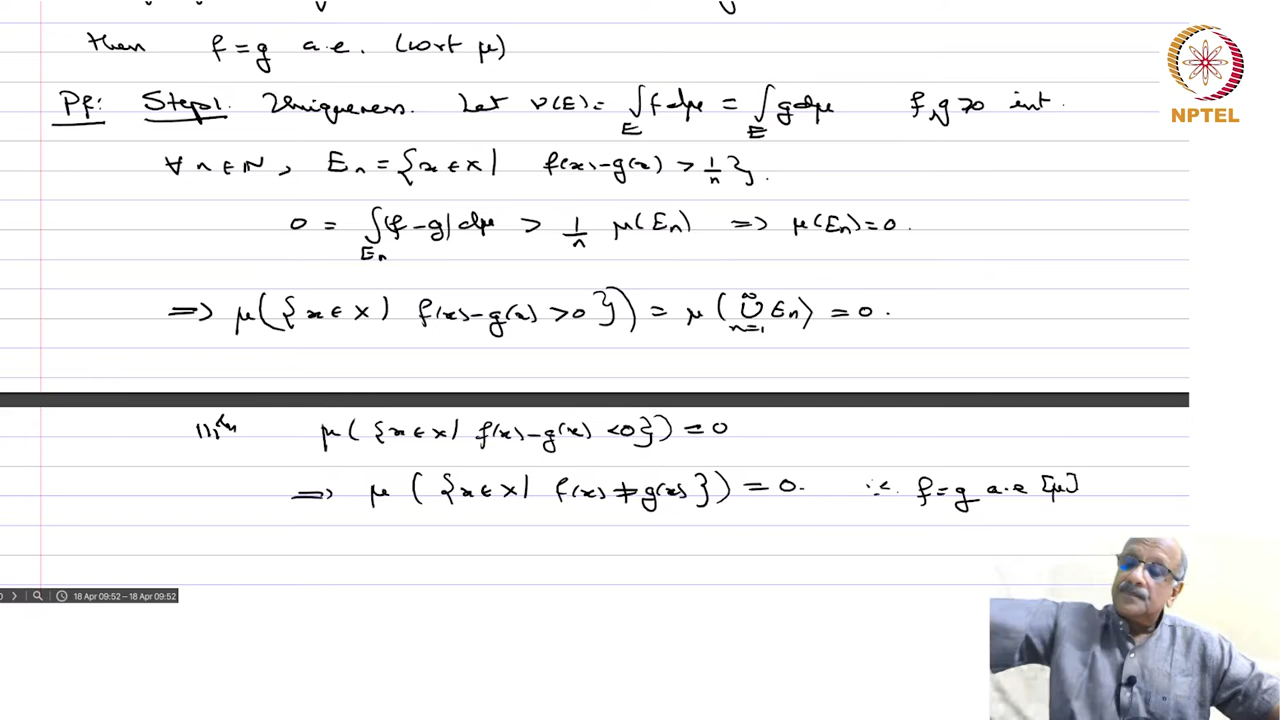 then f = g a.e. (wrt μ)
NPTEL
Pf: Step 1. Uniqueness. Let ν(E) = ∫_E f dμ = ∫_E g dμ f, g ≥ 0 int.
∀ n ∈ ℕ, E_n = {x ∈ X | f(x) - g(x) > 1/n}.
0 = ∫_{E_n} (f - g) dμ > 1/n μ(E_n) ⟹ μ(E_n) = 0.
⟹ μ({x ∈ X | f(x) - g(x) > 0}) = μ(⋃_{n=1}^∞ E_n) = 0.
|||ly μ({x ∈ X | f(x) - g(x) < 0}) = 0
⟹ μ({x ∈ X | f(x) ≠ g(x)}) = 0. i.e. f = g a.e [μ]
18 Apr 09:52 – 18 Apr 09:52